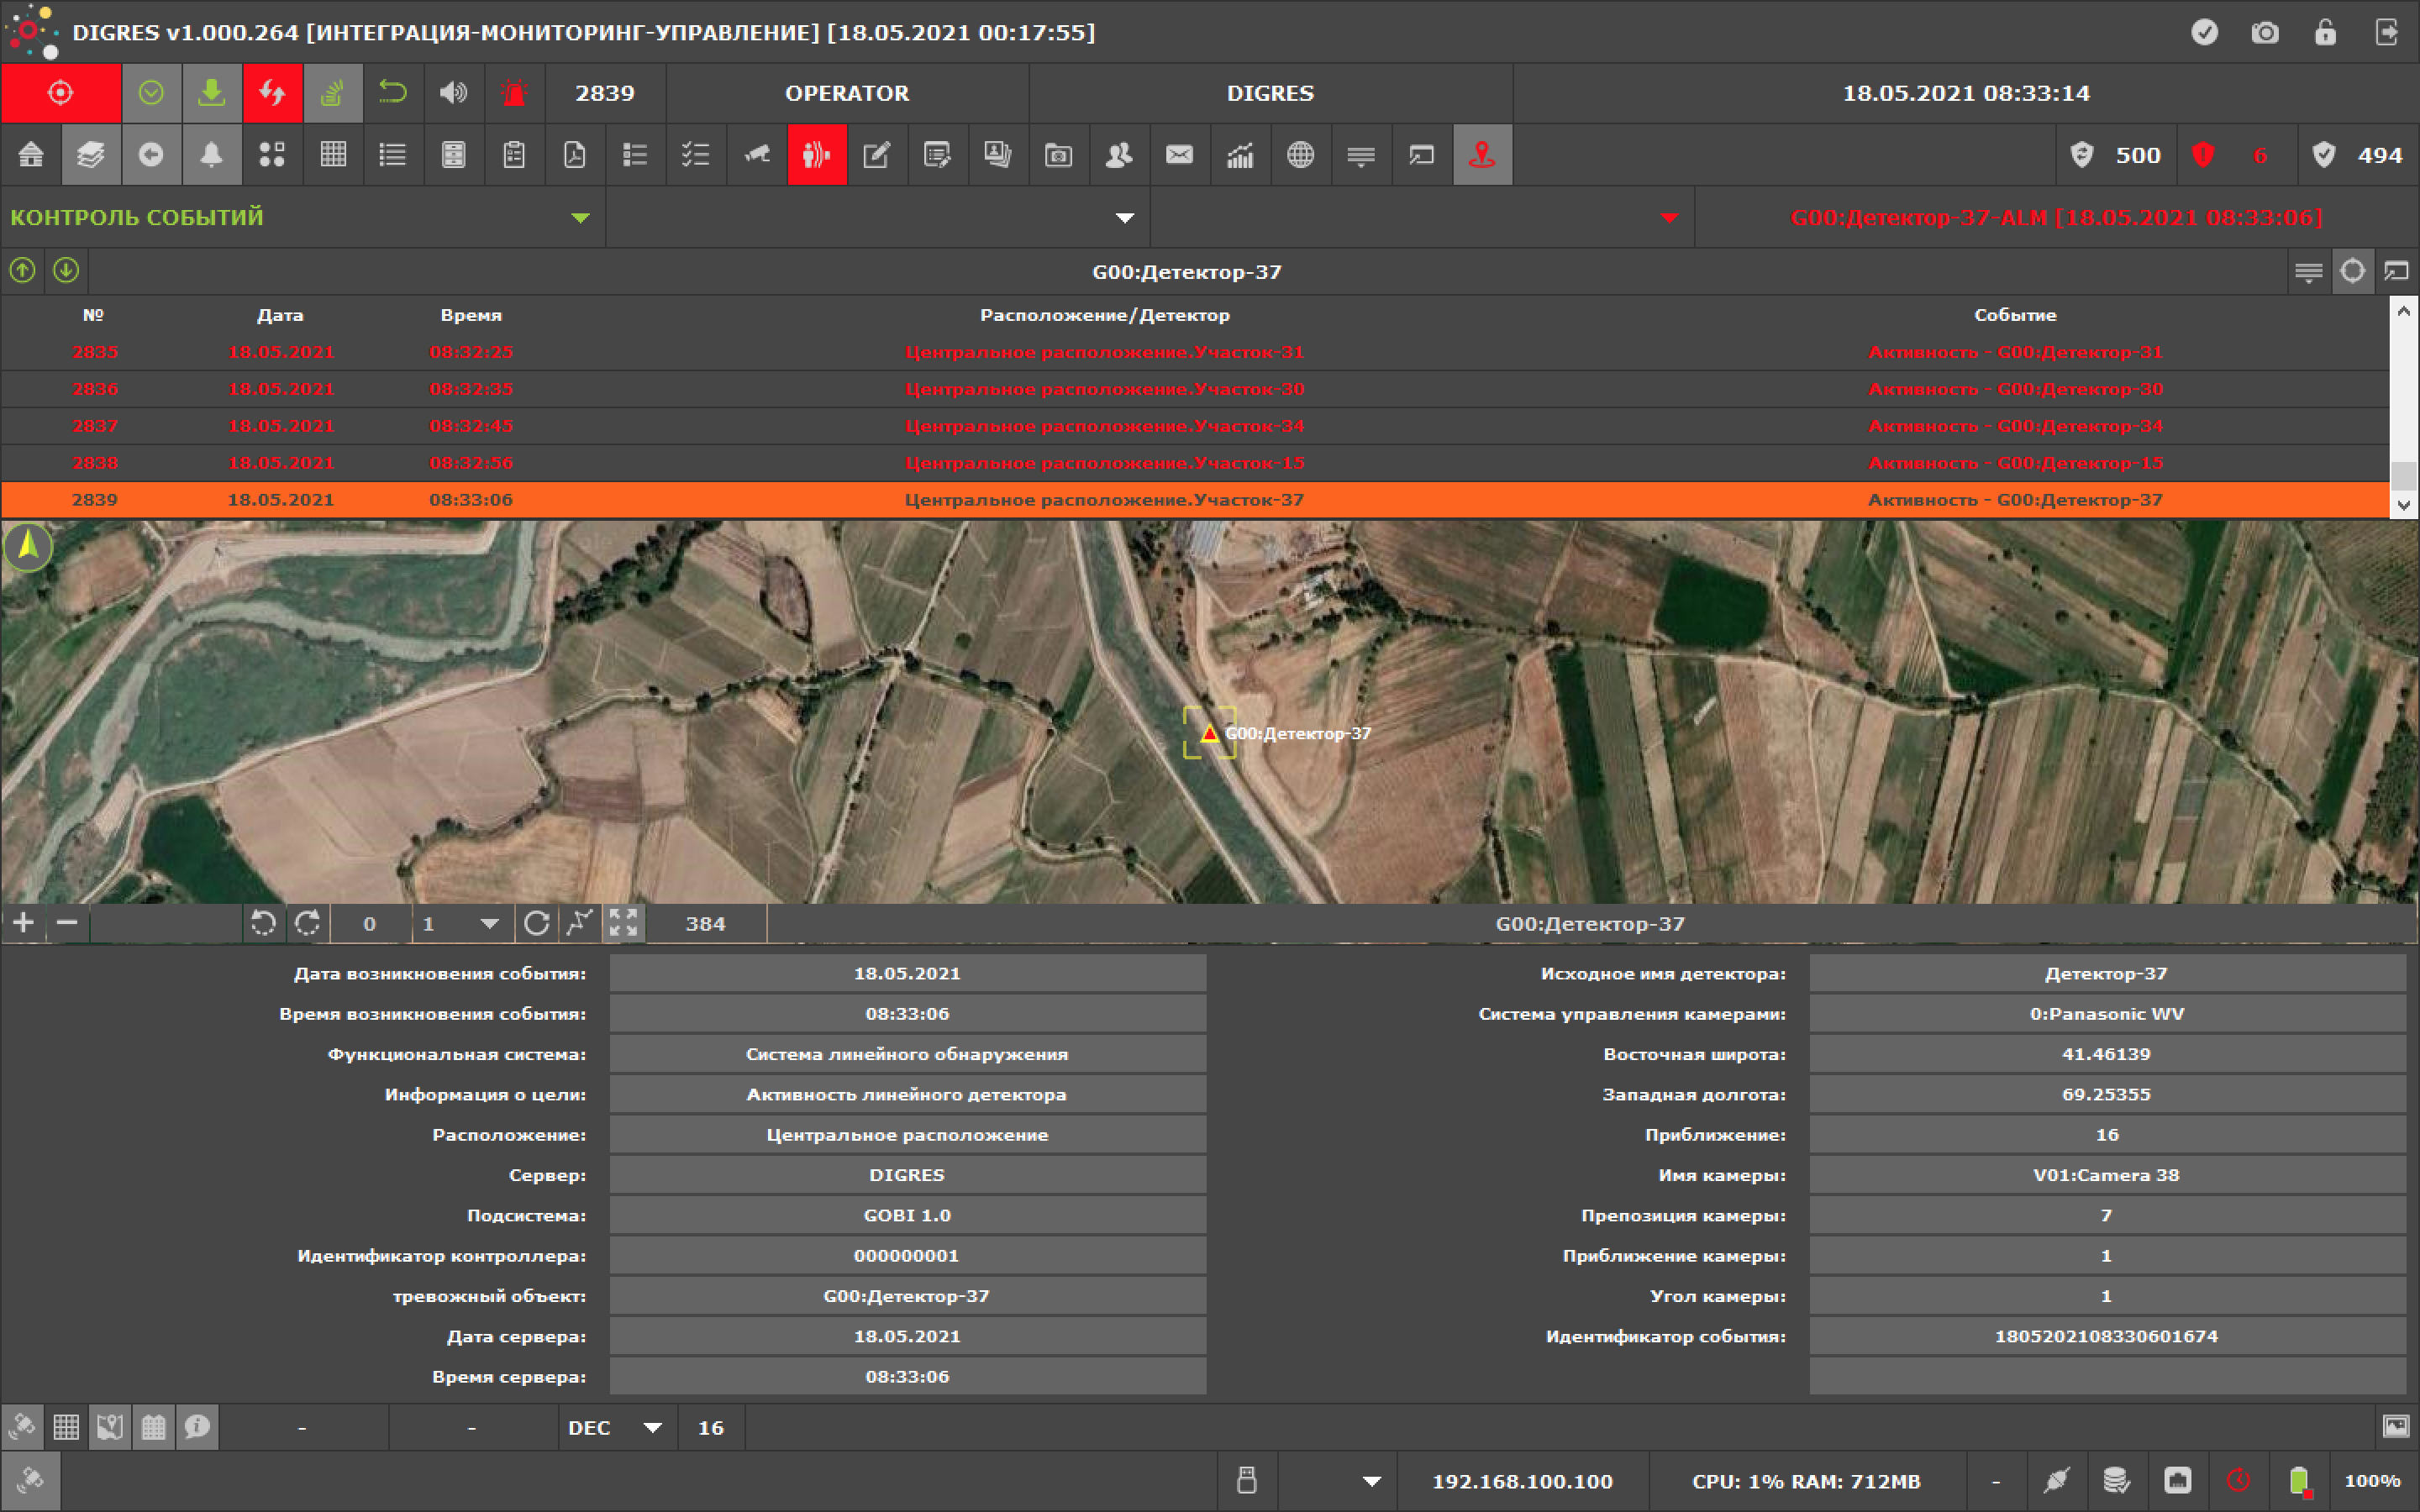 DIGRES v1.000.264 [ИНТЕГРАЦИЯ-МОНИТОРИНГ-УПРАВЛЕНИЕ] [18.05.2021 00:17:55]
2839 OPERATOR DIGRES 18.05.2021 08:33:14
500 6 494
КОНТРОЛЬ СОБЫТИЙ G00:Детектор-37-ALM [18.05.2021 08:33:06]
G00:Детектор-37
№ Дата Время Расположение/Детектор Событие
2835 18.05.2021 08:32:25 Центральное расположение.Участок-31 Активность - G00:Детектор-31
2836 18.05.2021 08:32:35 Центральное расположение.Участок-30 Активность - G00:Детектор-30
2837 18.05.2021 08:32:45 Центральное расположение.Участок-34 Активность - G00:Детектор-34
2838 18.05.2021 08:32:56 Центральное расположение.Участок-15 Активность - G00:Детектор-15
2839 18.05.2021 08:33:06 Центральное расположение.Участок-37 Активность - G00:Детектор-37
G00:Детектор-37
0 1 384 G00:Детектор-37
Дата возникновения события: 18.05.2021 Исходное имя детектора: Детектор-37
Время возникновения события: 08:33:06 Система управления камерами: 0:Panasonic WV
Функциональная система: Система линейного обнаружения Восточная широта: 41.46139
Информация о цели: Активность линейного детектора Западная долгота: 69.25355
Расположение: Центральное расположение Приближение: 16
Сервер: DIGRES Имя камеры: V01:Camera 38
Подсистема: GOBI 1.0 Препозиция камеры: 7
Идентификатор контроллера: 000000001 Приближение камеры: 1
тревожный объект: G00:Детектор-37 Угол камеры: 1
Дата сервера: 18.05.2021 Идентификатор события: 1805202108330601674
Время сервера: 08:33:06
- - DEC 16
192.168.100.100 CPU: 1% RAM: 712MB - 100%